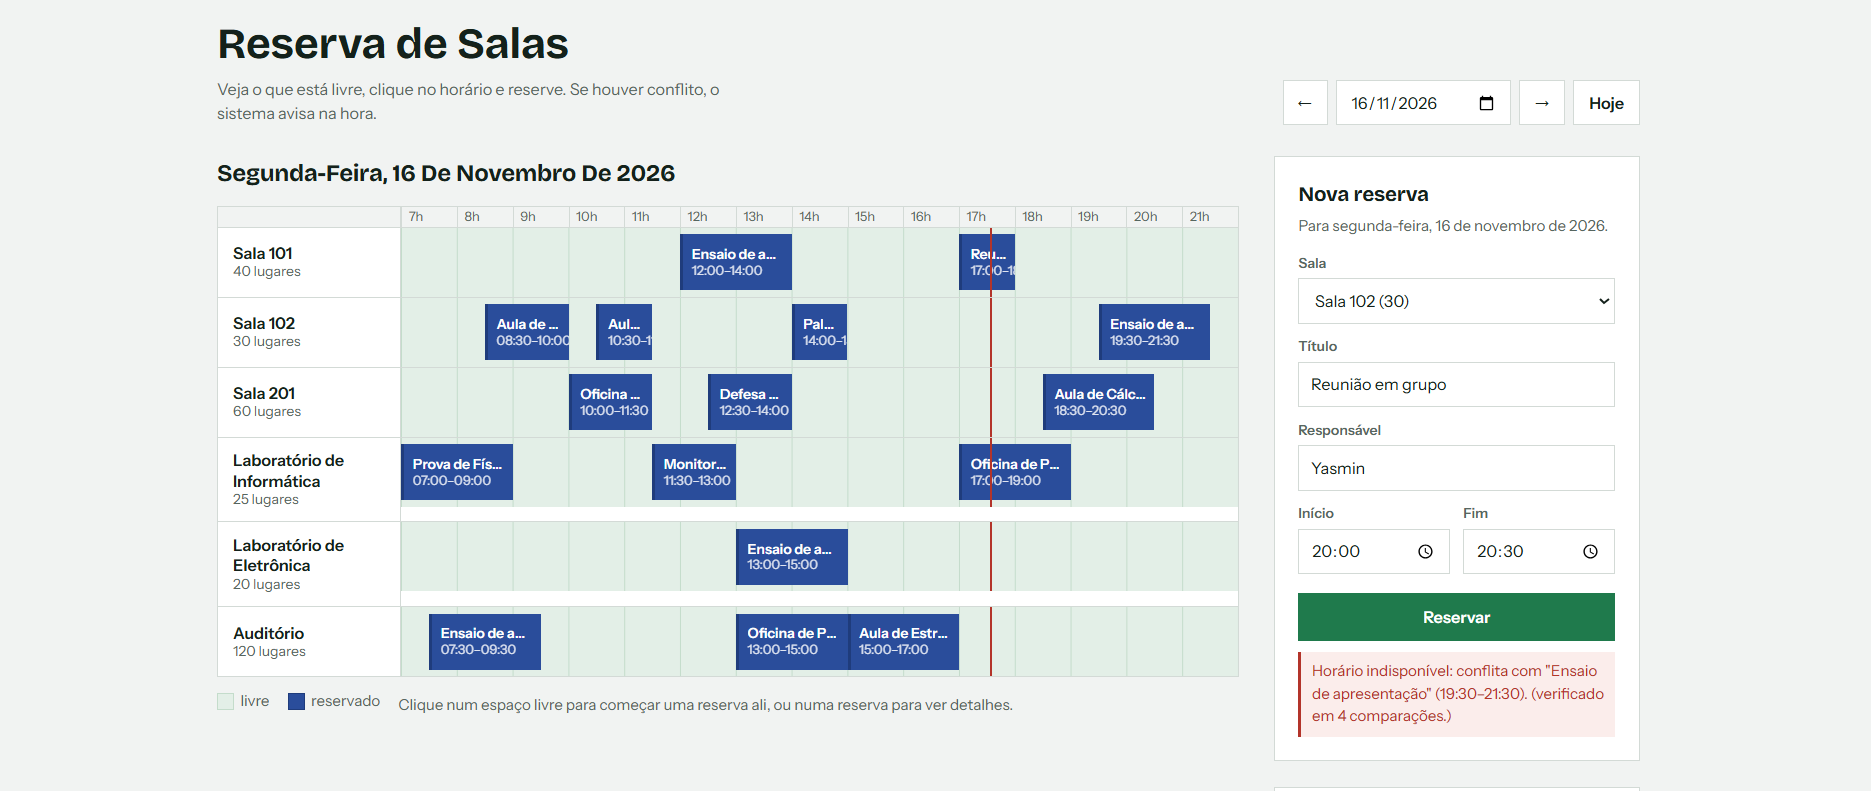 Reserva de Salas
Veja o que está livre, clique no horário e reserve. Se houver conflito, o
sistema avisa na hora.
←
16/11/2026
→
Hoje
Segunda-Feira, 16 De Novembro De 2026
7h 8h 9h 10h 11h 12h 13h 14h 15h 16h 17h 18h 19h 20h 21h
Sala 101
40 lugares
Ensaio de a...
12:00–14:00
Reu...
17:00–18
Sala 102
30 lugares
Aula de ...
08:30–10:00
Aul...
10:30–1
Pal...
14:00–1
Ensaio de a...
19:30–21:30
Sala 201
60 lugares
Oficina ...
10:00–11:30
Defesa ...
12:30–14:00
Aula de Cálc...
18:30–20:30
Laboratório de
Informática
25 lugares
Prova de Fís...
07:00–09:00
Monitor...
11:30–13:00
Oficina de P...
17:00–19:00
Laboratório de
Eletrônica
20 lugares
Ensaio de a...
13:00–15:00
Auditório
120 lugares
Ensaio de a...
07:30–09:30
Oficina de P...
13:00–15:00
Aula de Estr...
15:00–17:00
livre
reservado
Clique num espaço livre para começar uma reserva ali, ou numa reserva para ver detalhes.
Nova reserva
Para segunda-feira, 16 de novembro de 2026.
Sala
Sala 102 (30)
Título
Reunião em grupo
Responsável
Yasmin
Início Fim
20:00 20:30
Reservar
Horário indisponível: conflita com "Ensaio
de apresentação" (19:30–21:30). (verificado
em 4 comparações.)